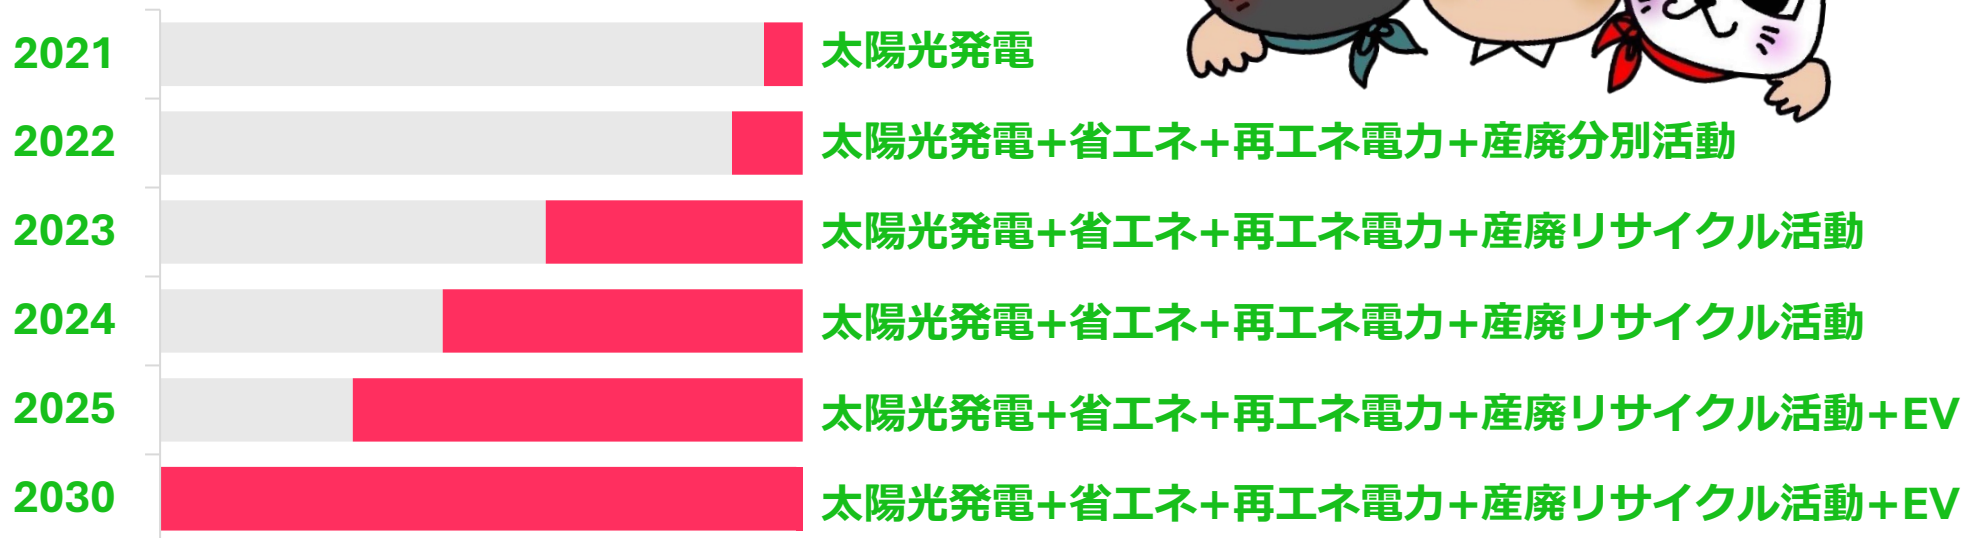 2021 太陽光発電
2022 太陽光発電+省エネ+再エネ電力+産廃分別活動
2023 太陽光発電+省エネ+再エネ電力+産廃リサイクル活動
2024 太陽光発電+省エネ+再エネ電力+産廃リサイクル活動
2025 太陽光発電+省エネ+再エネ電力+産廃リサイクル活動+EV
2030 太陽光発電+省エネ+再エネ電力+産廃リサイクル活動+EV